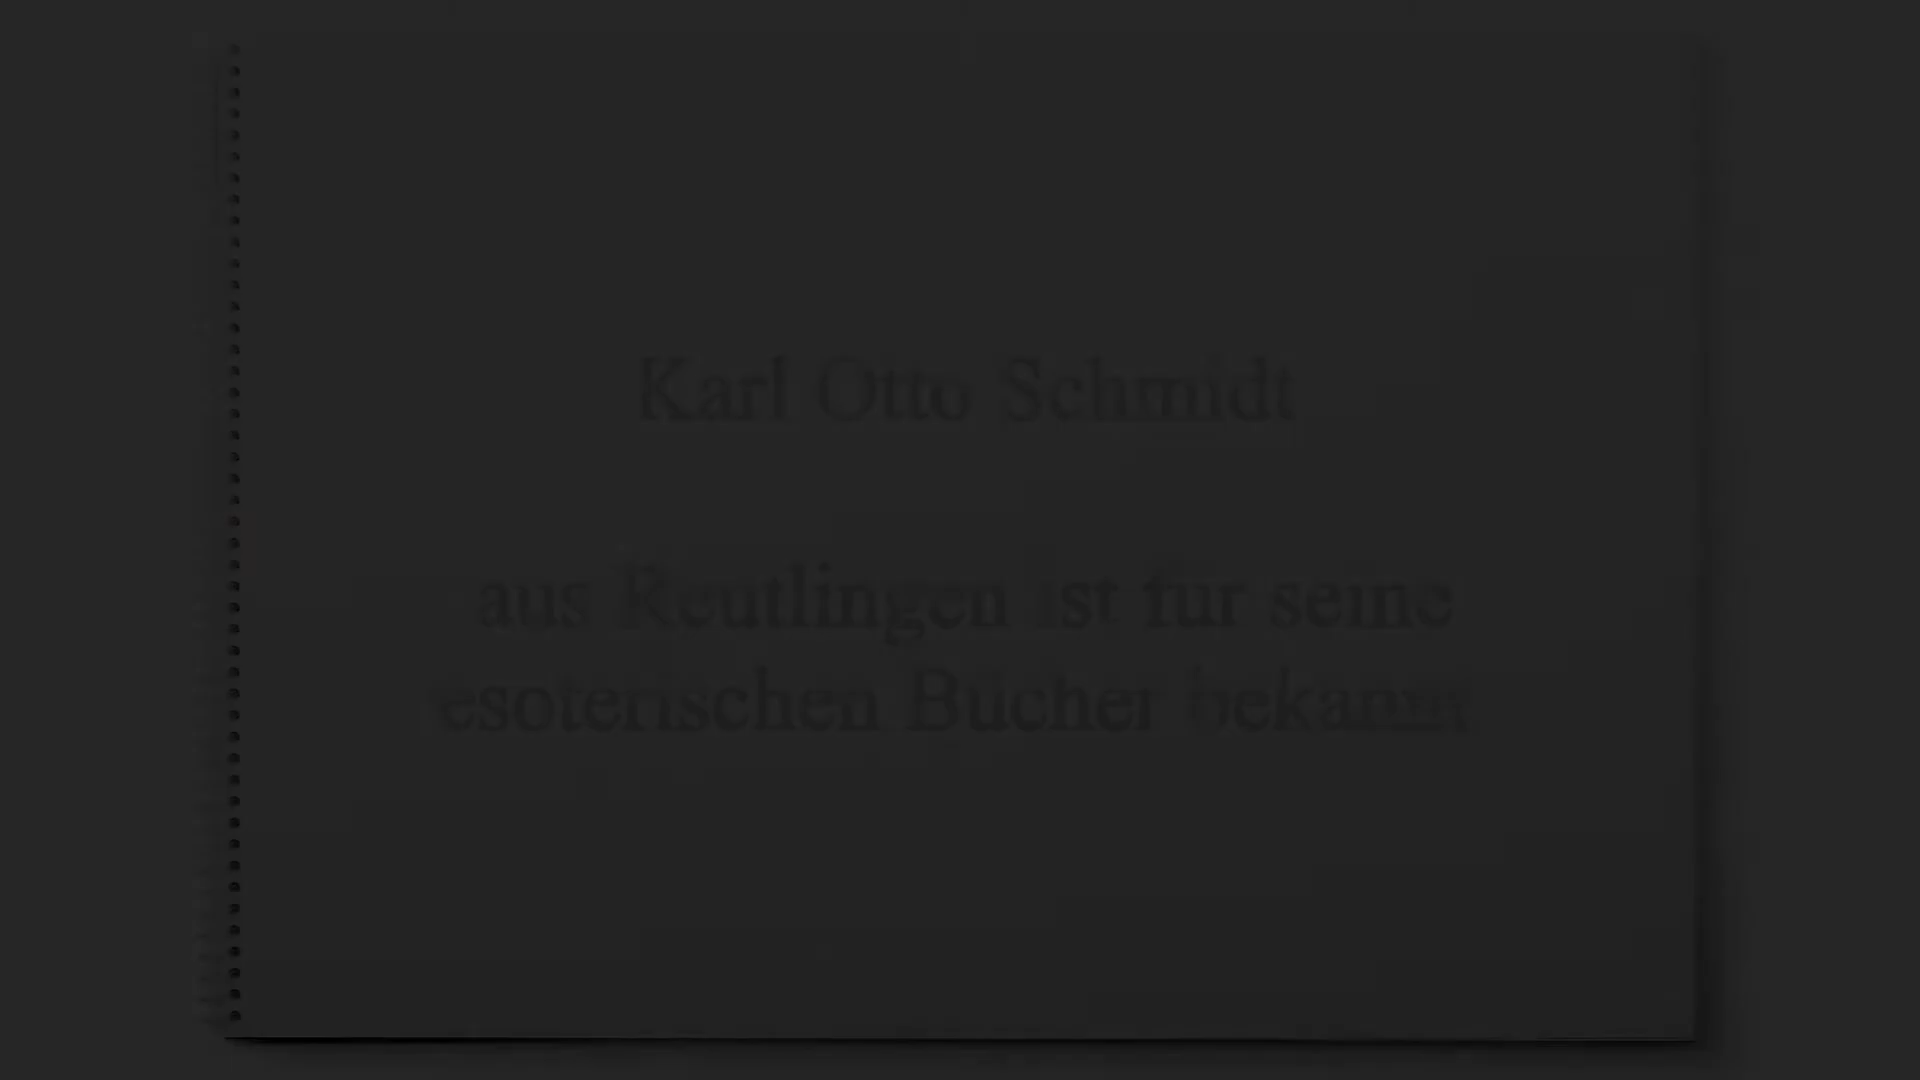 Karl Otto Schmidt
aus Reutlingen ist für seine
esoterischen Bücher bekannt